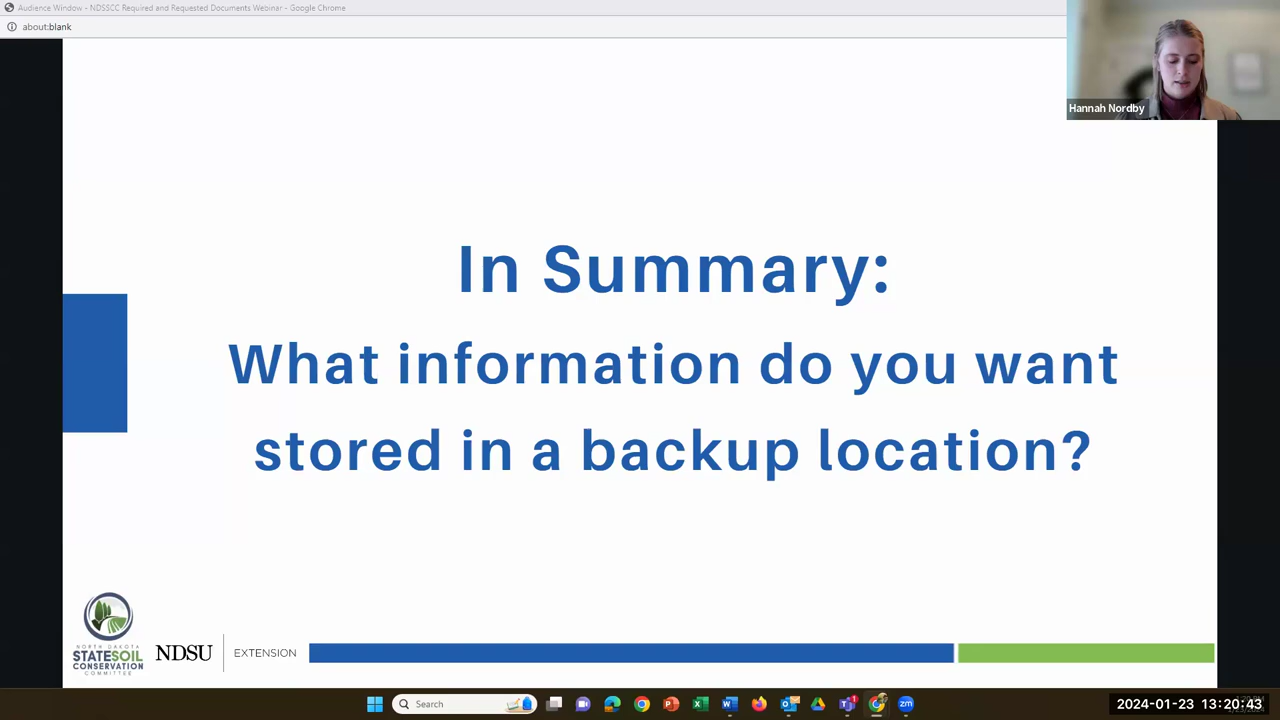 Audience Window - NDSSCC Required and Requested Documents Webinar - Google Chrome
about:blank
Hannah Nordby
In Summary:
What information do you want
stored in a backup location?
NORTH DAKOTA
STATE SOIL
CONSERVATION
COMMITTEE
NDSU
EXTENSION
Search
2024-01-23 13:20:43